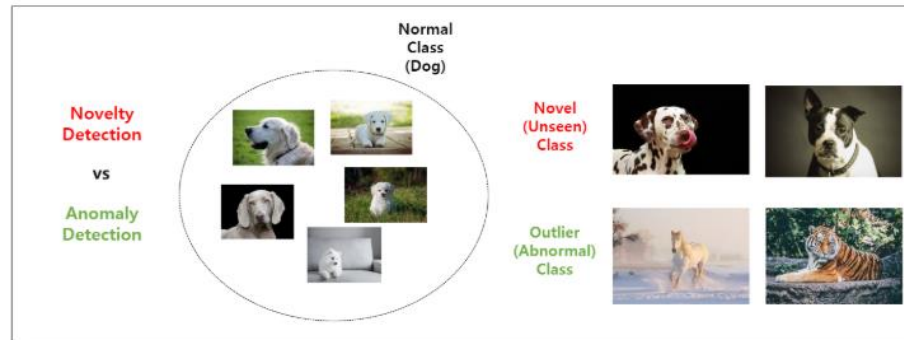 Normal
Class
(Dog)
Novelty
Detection
vs
Anomaly
Detection
Novel
(Unseen)
Class
Outlier
(Abnormal)
Class